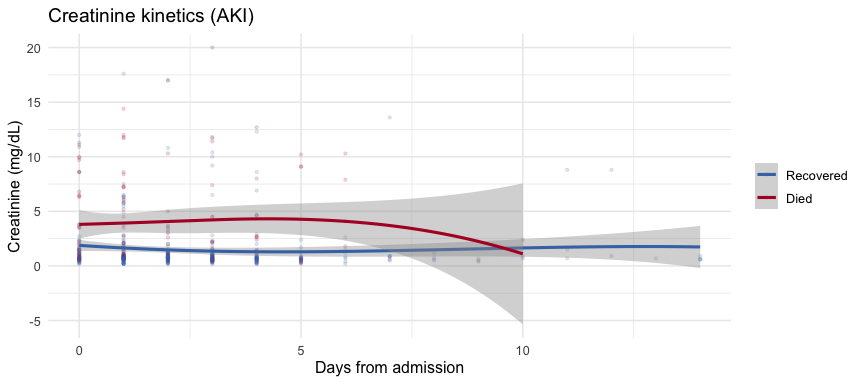 Creatinine kinetics (AKI)
20
15
10
5
0
-5
Creatinine (mg/dL)
0
5
10
Days from admission
Recovered
Died